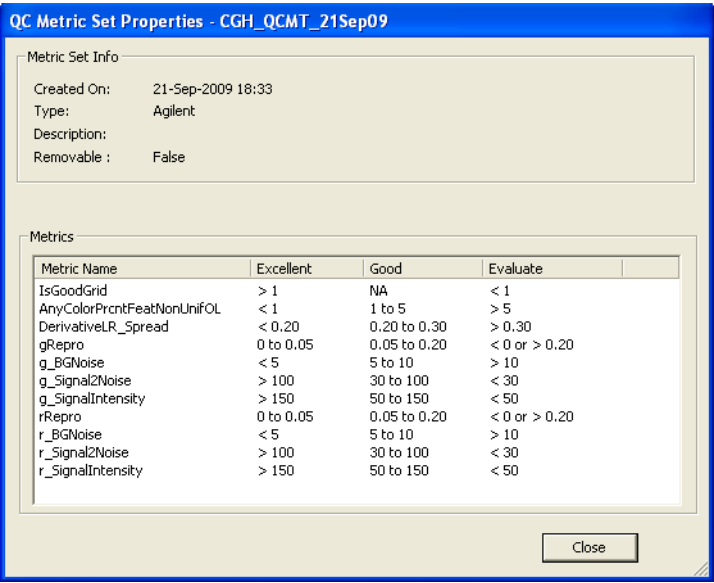 QC Metric Set Properties - CGH_QCMT_21Sep09
Metric Set Info
Created On: 21-Sep-2009 18:33
Type: Agilent
Description:
Removable : False
Metrics
Metric Name Excellent Good Evaluate
IsGoodGrid > 1 NA < 1
AnyColorPrcntFeatNonUnifOL < 1 1 to 5 > 5
DerivativeLR_Spread < 0.20 0.20 to 0.30 > 0.30
gRepro 0 to 0.05 0.05 to 0.20 < 0 or > 0.20
g_BGNoise < 5 5 to 10 > 10
g_Signal2Noise > 100 30 to 100 < 30
g_SignalIntensity > 150 50 to 150 < 50
rRepro 0 to 0.05 0.05 to 0.20 < 0 or > 0.20
r_BGNoise < 5 5 to 10 > 10
r_Signal2Noise > 100 30 to 100 < 30
r_SignalIntensity > 150 50 to 150 < 50
Close